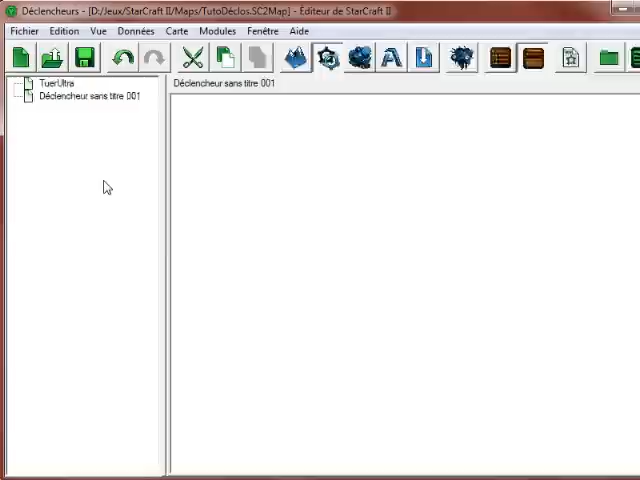 Déclencheurs - [D:/Jeux/StarCraft II/Maps/TutoDéclos.SC2Map] - Éditeur de StarCraft II
Fichier Edition Vue Données Carte Modules Fenêtre Aide
TuerUltra
Déclencheur sans titre 001
Déclencheur sans titre 001